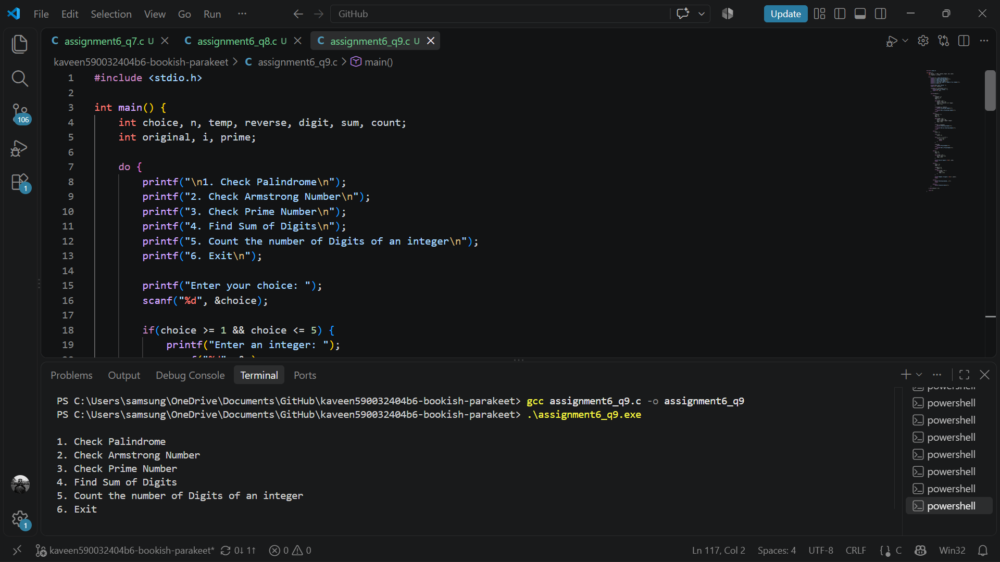 File Edit Selection View Go Run ··· GitHub Update
assignment6_q7.c U assignment6_q8.c U assignment6_q9.c U
kaveen590032404b6-bookish-parakeet > C assignment6_q9.c > main()
1 #include <stdio.h>
2
3 int main() {
4 int choice, n, temp, reverse, digit, sum, count;
5 int original, i, prime;
6
7 do {
8 printf("\n1. Check Palindrome\n");
9 printf("2. Check Armstrong Number\n");
10 printf("3. Check Prime Number\n");
11 printf("4. Find Sum of Digits\n");
12 printf("5. Count the number of Digits of an integer\n");
13 printf("6. Exit\n");
14
15 printf("Enter your choice: ");
16 scanf("%d", &choice);
17
18 if(choice >= 1 && choice <= 5) {
19 printf("Enter an integer: ");
106
1
Problems Output Debug Console Terminal Ports
PS C:\Users\samsung\OneDrive\Documents\GitHub\kaveen590032404b6-bookish-parakeet> gcc assignment6_q9.c -o assignment6_q9
PS C:\Users\samsung\OneDrive\Documents\GitHub\kaveen590032404b6-bookish-parakeet> .\assignment6_q9.exe
1. Check Palindrome
2. Check Armstrong Number
3. Check Prime Number
4. Find Sum of Digits
5. Count the number of Digits of an integer
6. Exit
powershell
powershell
powershell
powershell
powershell
powershell
powershell
powershell
1
kaveen590032404b6-bookish-parakeet* 0↓ 1↑ 0 0 Ln 117, Col 2 Spaces: 4 UTF-8 CRLF C Win32